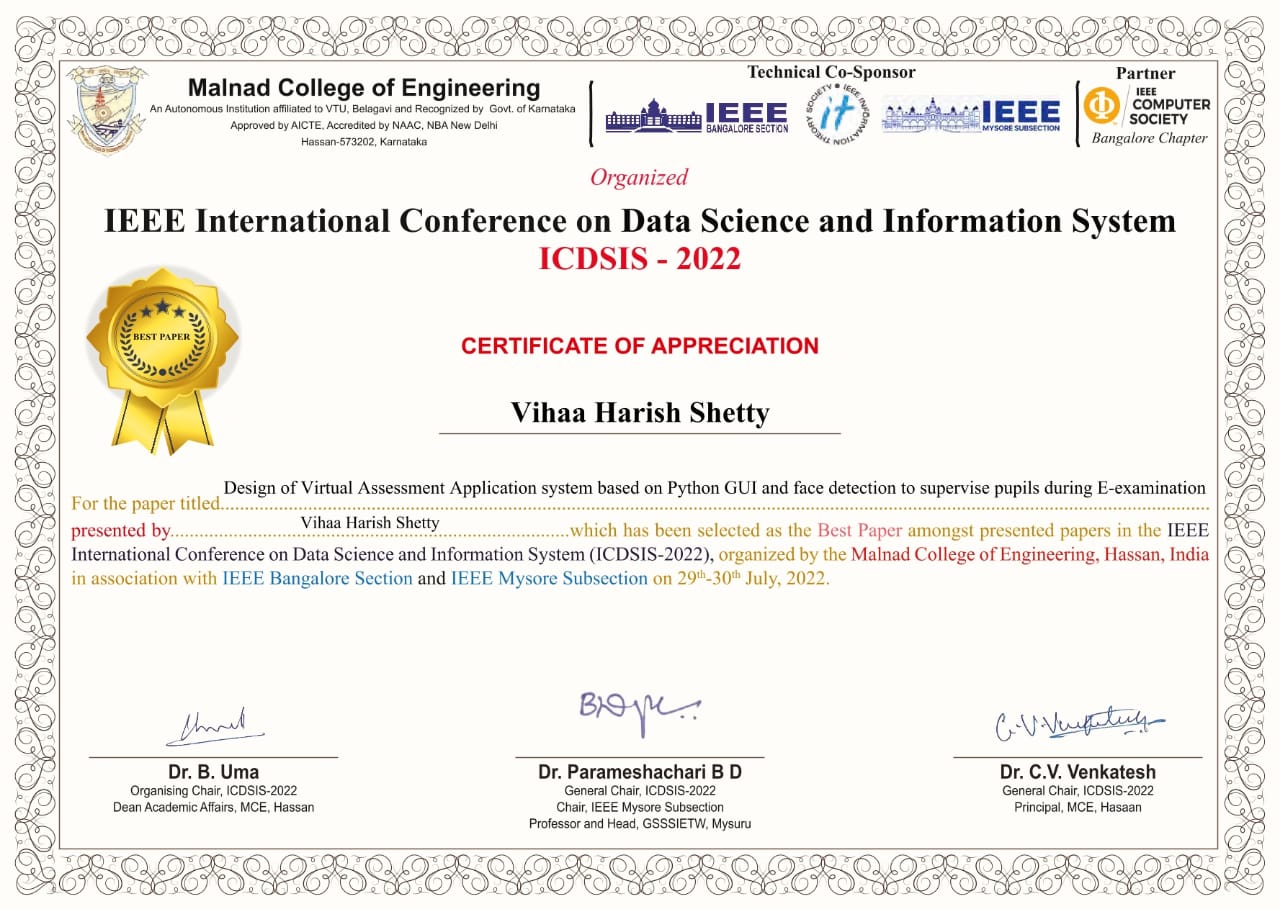 Malnad College of Engineering
An Autonomous Institution affiliated to VTU, Belagavi and Recognized by Govt. of Karnataka
Approved by AICTE, Accredited by NAAC, NBA New Delhi
Hassan-573202, Karnataka
Technical Co-Sponsor
IEEE
BANGALORE SECTION
SOCIETY • IEEE INFORMATION THEORY
it
IEEE
MYSORE SUBSECTION
Partner
IEEE
COMPUTER
SOCIETY
Bangalore Chapter
Organized
IEEE International Conference on Data Science and Information System
ICDSIS - 2022
BEST PAPER
CERTIFICATE OF APPRECIATION
Vihaa Harish Shetty
For the paper titled Design of Virtual Assessment Application system based on Python GUI and face detection to supervise pupils during E-examination
presented by Vihaa Harish Shetty which has been selected as the Best Paper amongst presented papers in the IEEE
International Conference on Data Science and Information System (ICDSIS-2022), organized by the Malnad College of Engineering, Hassan, India
in association with IEEE Bangalore Section and IEEE Mysore Subsection on 29th-30th July, 2022.
Dr. B. Uma
Organising Chair, ICDSIS-2022
Dean Academic Affairs, MCE, Hassan
Dr. Parameshachari B D
General Chair, ICDSIS-2022
Chair, IEEE Mysore Subsection
Professor and Head, GSSSIETW, Mysuru
Dr. C.V. Venkatesh
General Chair, ICDSIS-2022
Principal, MCE, Hasaan